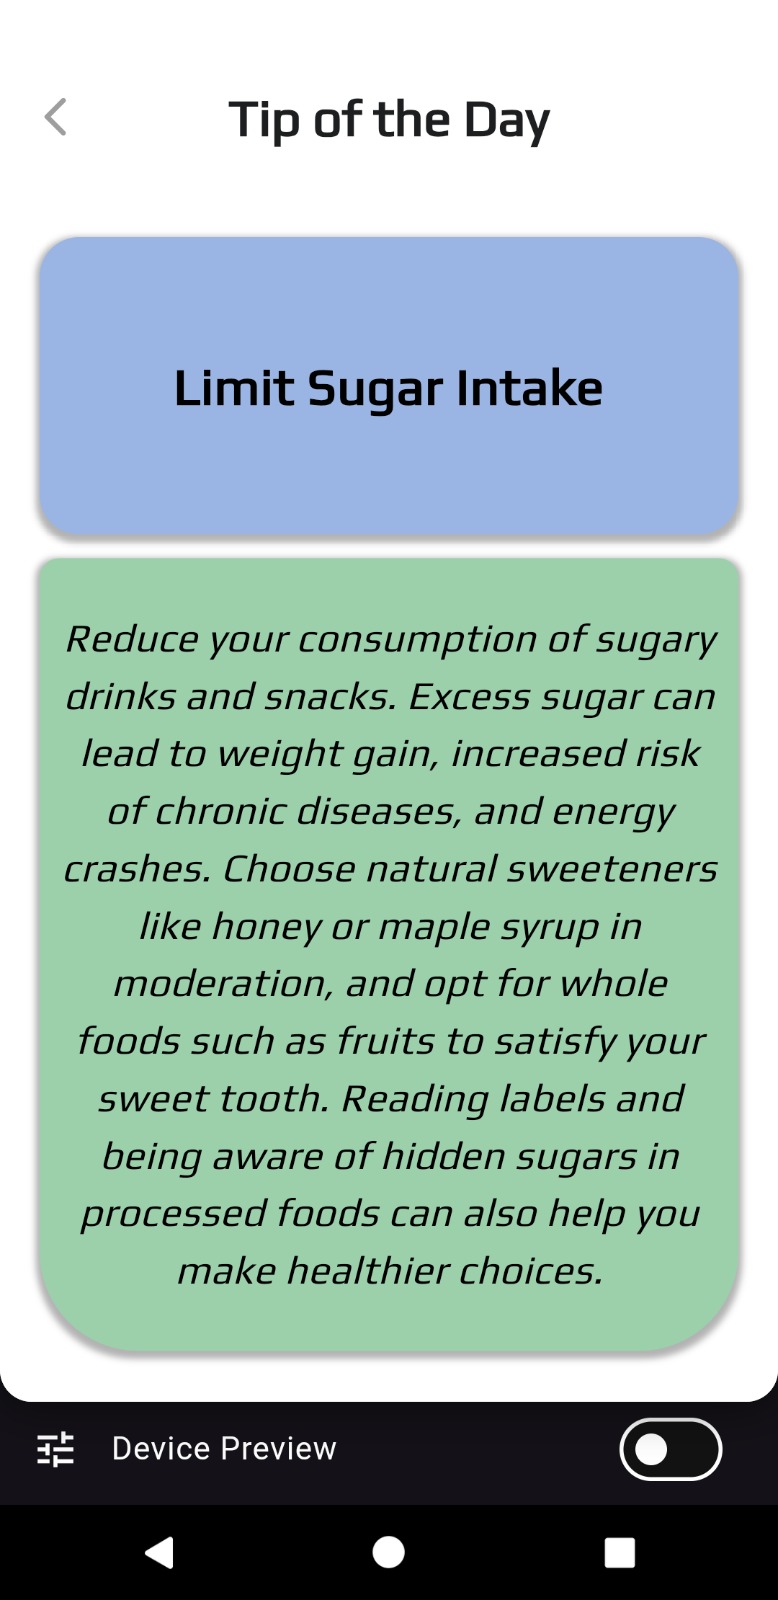 Tip of the Day
Limit Sugar Intake
Reduce your consumption of sugary
drinks and snacks. Excess sugar can
lead to weight gain, increased risk
of chronic diseases, and energy
crashes. Choose natural sweeteners
like honey or maple syrup in
moderation, and opt for whole
foods such as fruits to satisfy your
sweet tooth. Reading labels and
being aware of hidden sugars in
processed foods can also help you
make healthier choices.
Device Preview